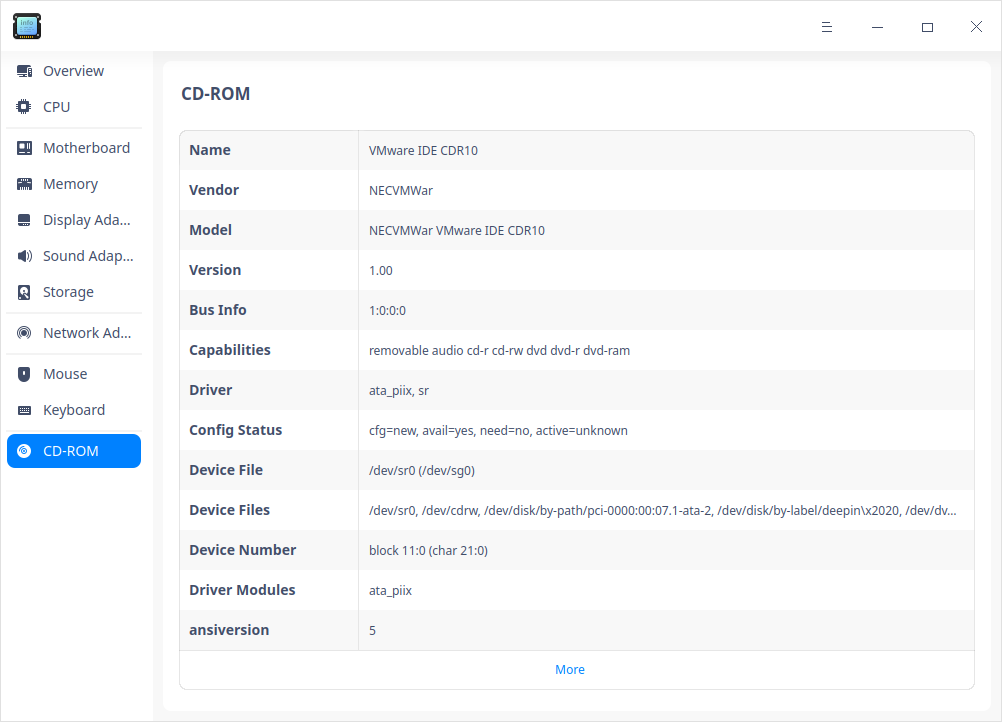 info
Overview
CPU
Motherboard
Memory
Display Ada...
Sound Adap...
Storage
Network Ad...
Mouse
Keyboard
CD-ROM
CD-ROM
Name VMware IDE CDR10
Vendor NECVMWar
Model NECVMWar VMware IDE CDR10
Version 1.00
Bus Info 1:0:0:0
Capabilities removable audio cd-r cd-rw dvd dvd-r dvd-ram
Driver ata_piix, sr
Config Status cfg=new, avail=yes, need=no, active=unknown
Device File /dev/sr0 (/dev/sg0)
Device Files /dev/sr0, /dev/cdrw, /dev/disk/by-path/pci-0000:00:07.1-ata-2, /dev/disk/by-label/deepin\x2020, /dev/dv...
Device Number block 11:0 (char 21:0)
Driver Modules ata_piix
ansiversion 5
More